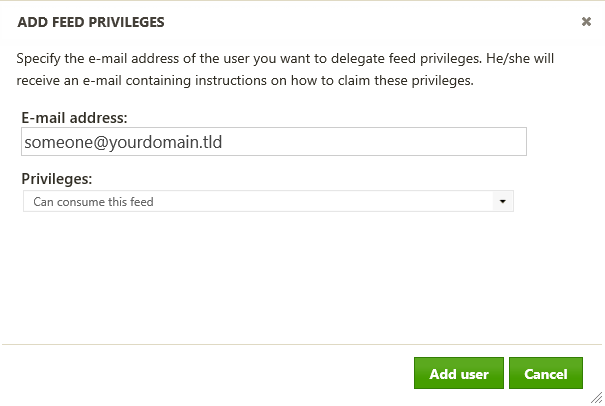 ADD FEED PRIVILEGES
Specify the e-mail address of the user you want to delegate feed privileges. He/she will
receive an e-mail containing instructions on how to claim these privileges.
E-mail address:
someone@yourdomain.tld
Privileges:
Can consume this feed
Add user Cancel